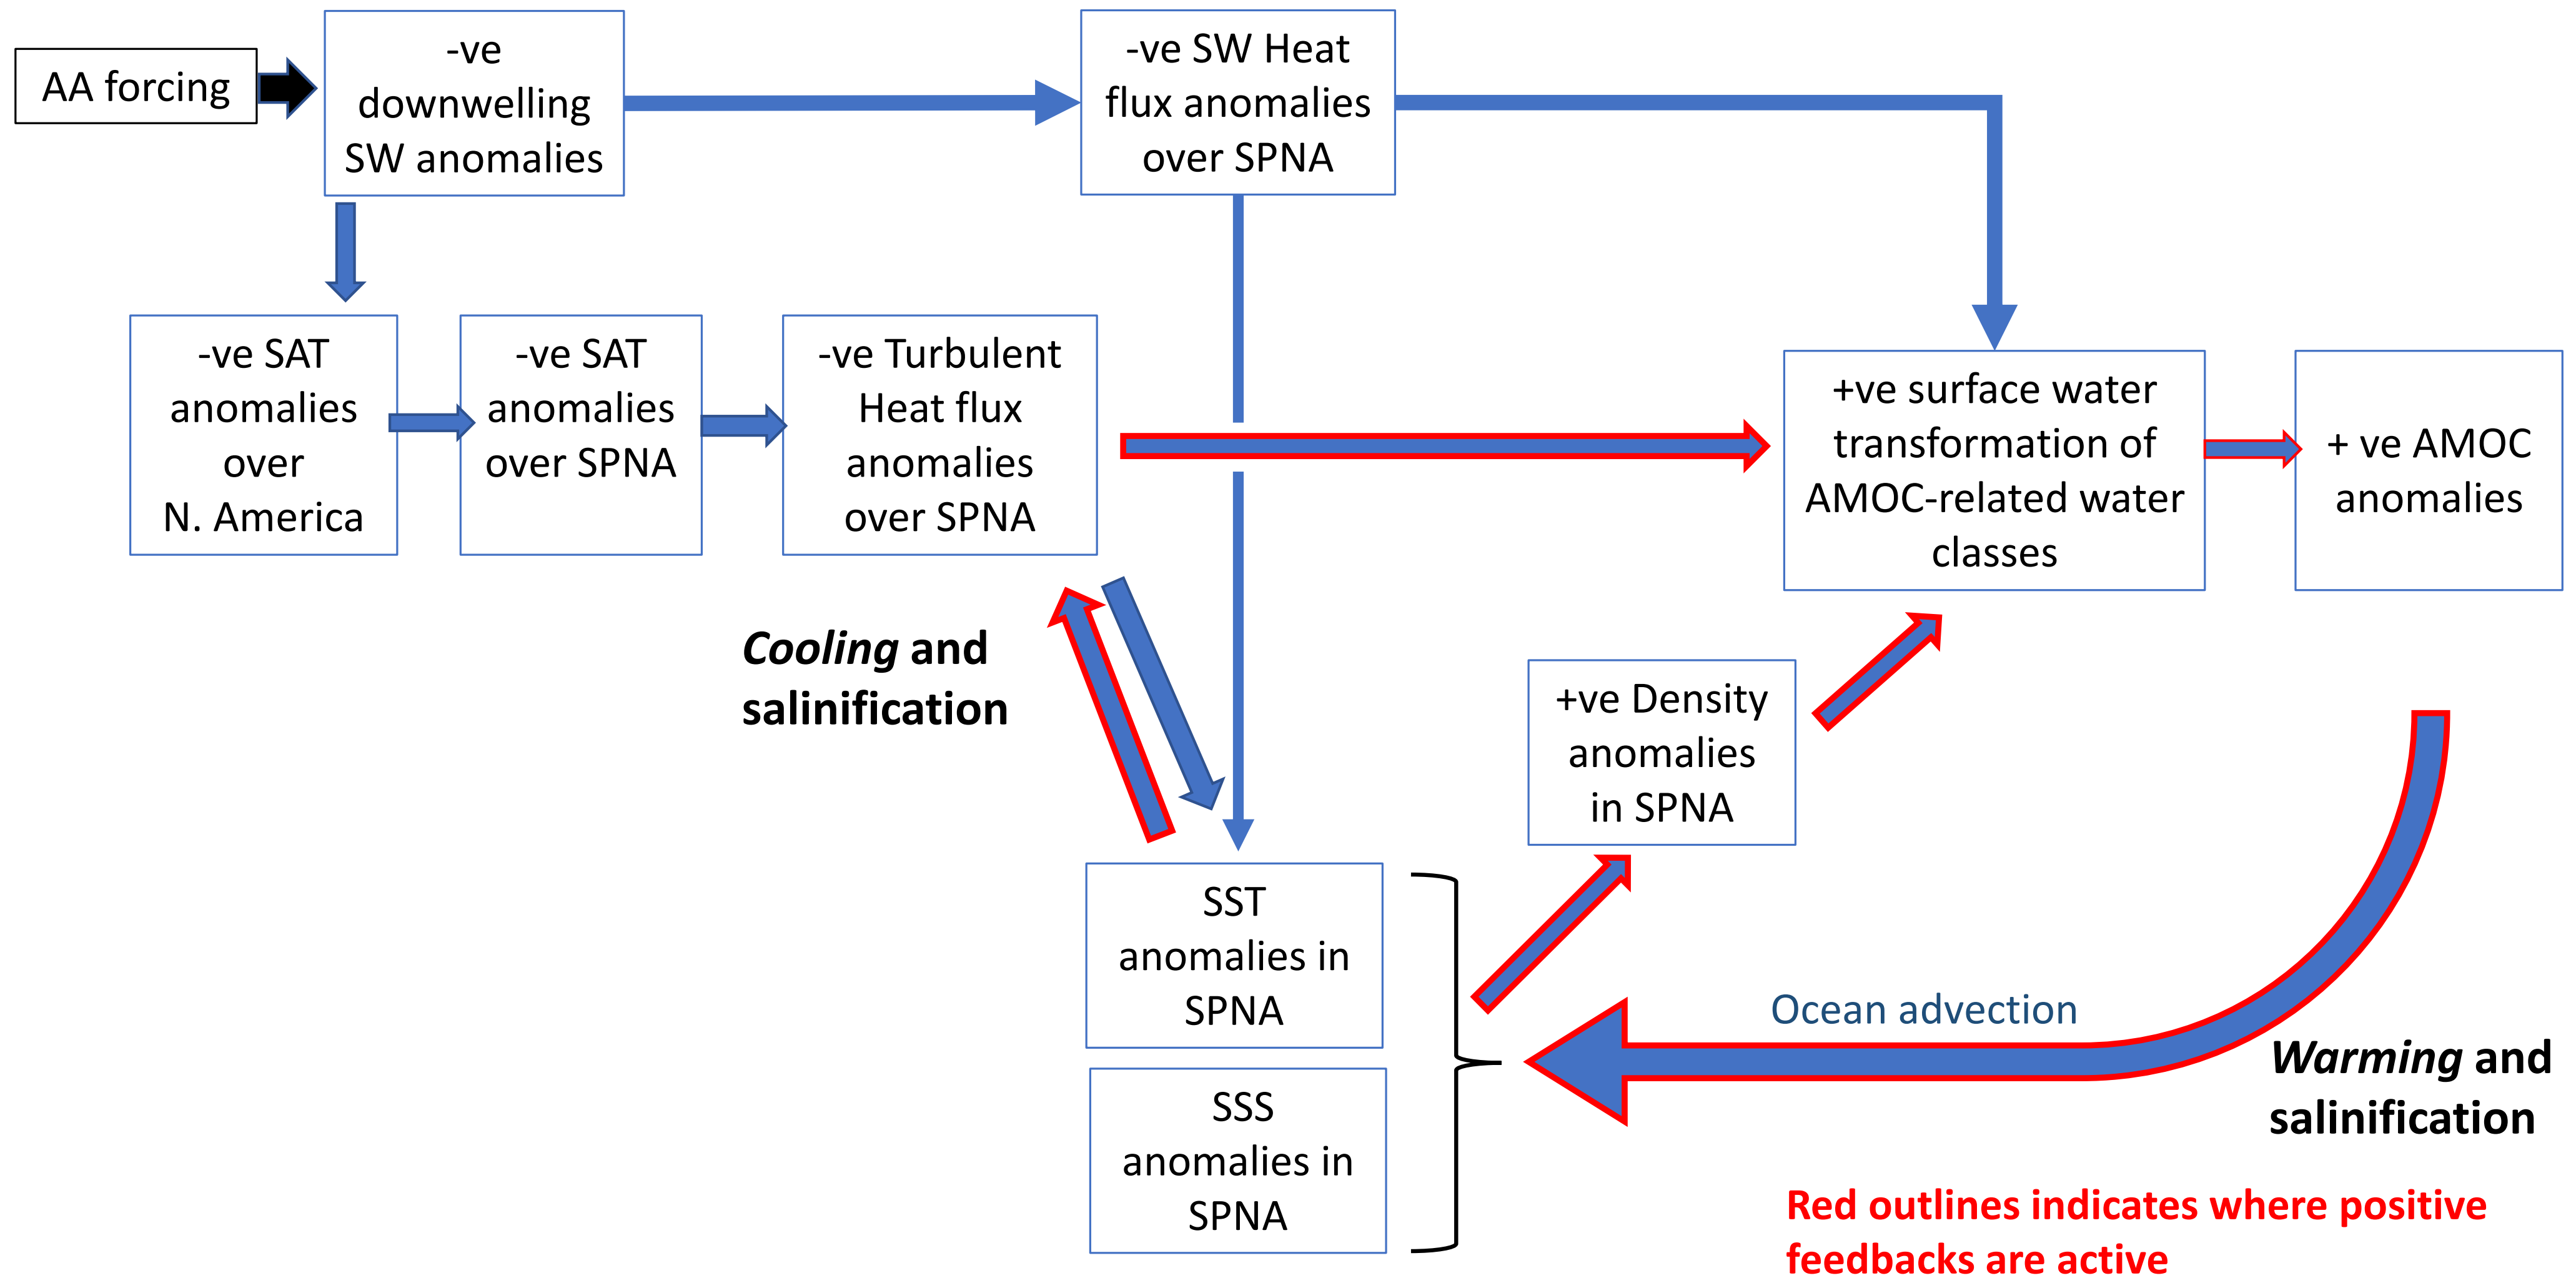 AA forcing
-ve
downwelling
SW anomalies
-ve SW Heat
flux anomalies
over SPNA
-ve SAT
anomalies
over
N. America
-ve SAT
anomalies
over SPNA
-ve Turbulent
Heat flux
anomalies
over SPNA
+ve surface water
transformation of
AMOC-related water
classes
+ ve AMOC
anomalies
Cooling and
salinification
+ve Density
anomalies
in SPNA
SST
anomalies in
SPNA
SSS
anomalies in
SPNA
Ocean advection
Warming and
salinification
Red outlines indicates where positive
feedbacks are active